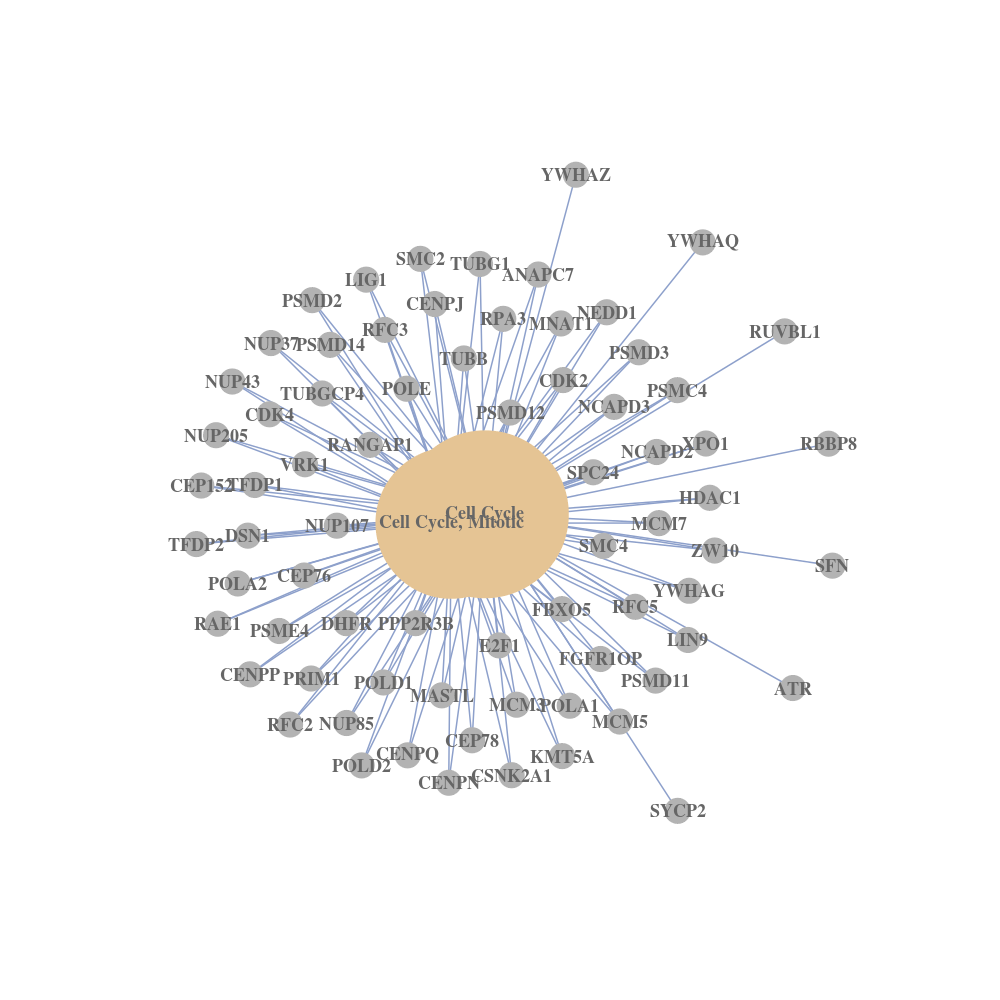 YWHAZ
YWHAQ
SMC2
TUBG1
ANAPC7
LIG1
PSMD2
CENPJ
RPA3
MNAT1
NEDD1
RFC3
RUVBL1
NUP37
PSMD14
PSMD3
TUBB
NUP43
TUBGCP4
POLE
CDK2
PSMC4
CDK4
PSMD12
NCAPD3
NUP205
RANGAP1
NCAPD2
XPO1
RBBP8
VRK1
SPC24
CEP152
TFDP1
HDAC1
Cell Cycle
Cell Cycle, Mitotic
NUP107
MCM7
DSN1
TFDP2
SMC4
ZW10
SFN
CEP76
POLA2
YWHAG
FBXO5
RFC5
RAE1
PSME4
DHFR
PPP2R3B
LIN9
E2F1
FGFR1OP
CENPP
PRIM1
POLD1
PSMD11
ATR
MASTL
MCM3
POLA1
RFC2
NUP85
MCM5
CEP78
CENPQ
KMT5A
POLD2
CSNK2A1
CENPN
SYCP2